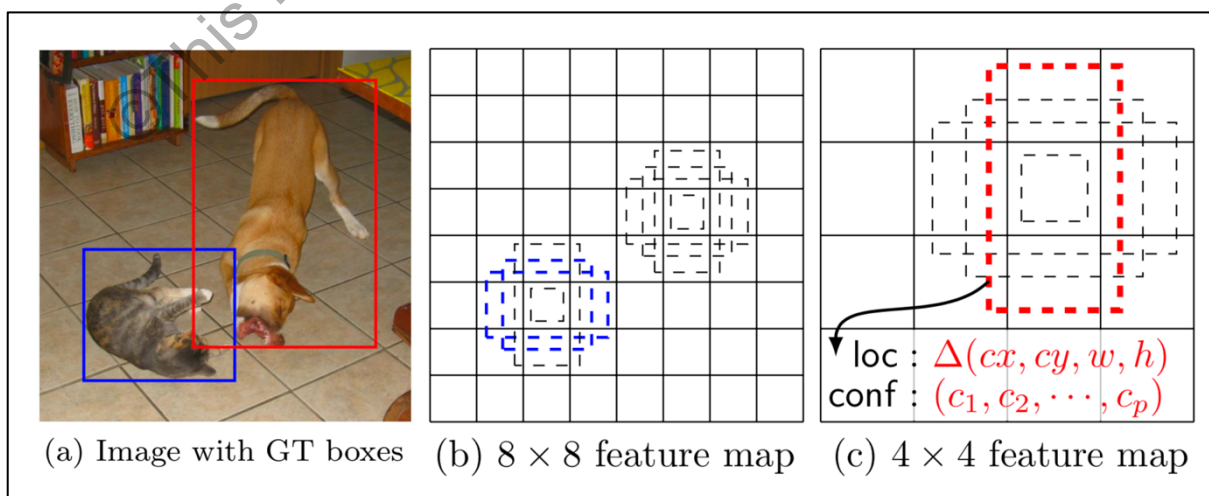 ©This
loc : Δ(cx, cy, w, h)
conf : (c₁, c₂, ⋯, cₚ)
(a) Image with GT boxes
(b) 8 × 8 feature map
(c) 4 × 4 feature map